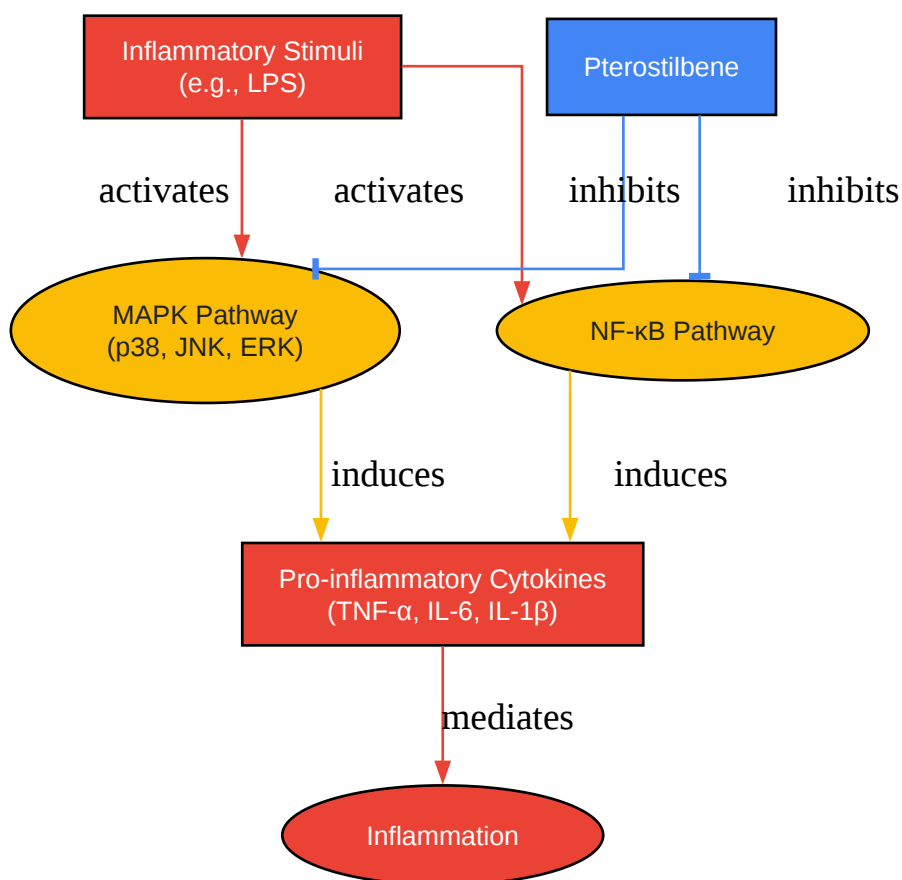 Inflammatory Stimuli
(e.g., LPS)
Pterostilbene
activates
activates
inhibits
inhibits
MAPK Pathway
(p38, JNK, ERK)
NF-κB Pathway
induces
induces
Pro-inflammatory Cytokines
(TNF-α, IL-6, IL-1β)
mediates
Inflammation